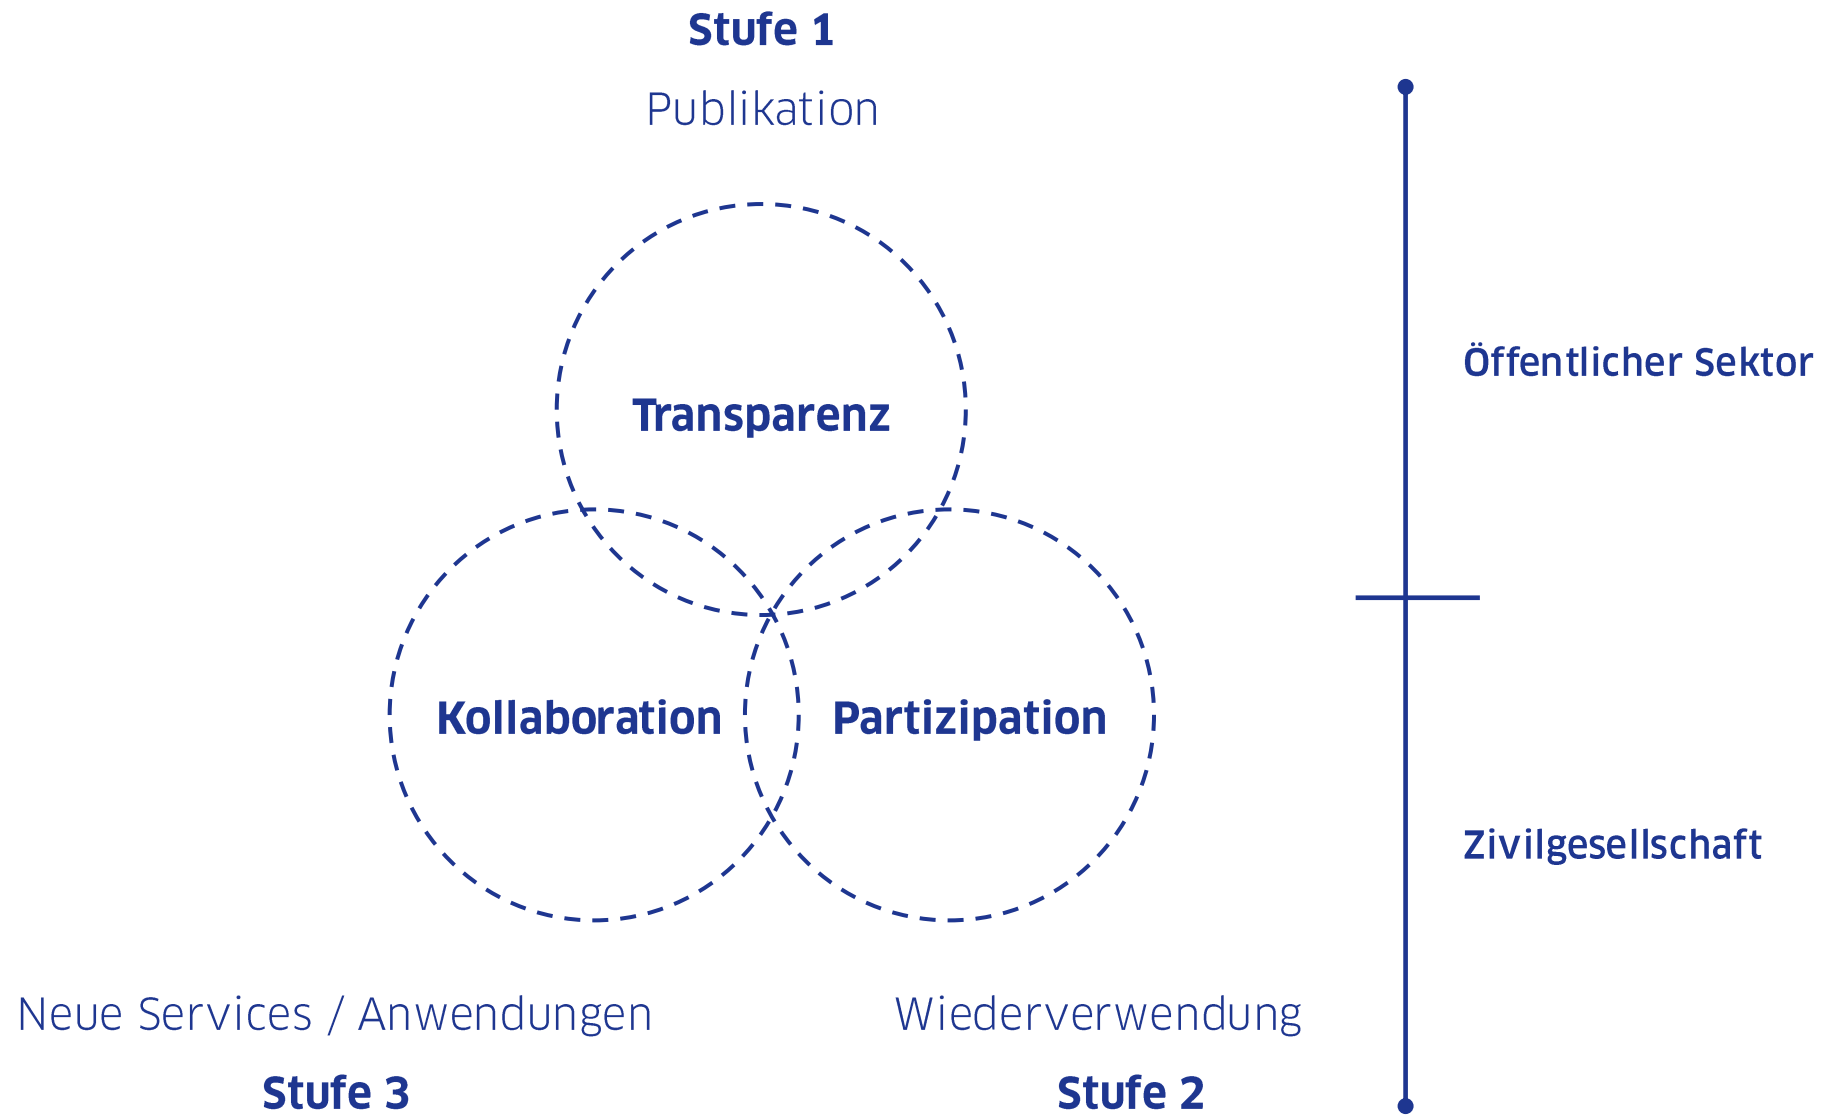 Stufe 1
Publikation
Transparenz
Kollaboration
Partizipation
Neue Services / Anwendungen
Stufe 3
Wiederverwendung
Stufe 2
Öffentlicher Sektor
Zivilgesellschaft